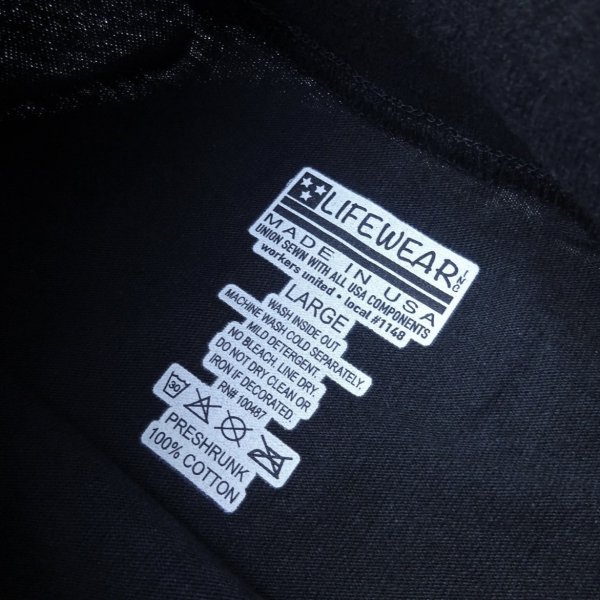 LIFEWEAR INC
MADE IN USA
UNION SEWN WITH ALL USA COMPONENTS
workers united • local #1148
LARGE
WASH INSIDE OUT.
MACHINE WASH COLD SEPARATELY.
MILD DETERGENT.
NO BLEACH, LINE DRY.
DO NOT DRY CLEAN OR
IRON IF DECORATED.
RN# 100487
30
PRESHRUNK
100% COTTON